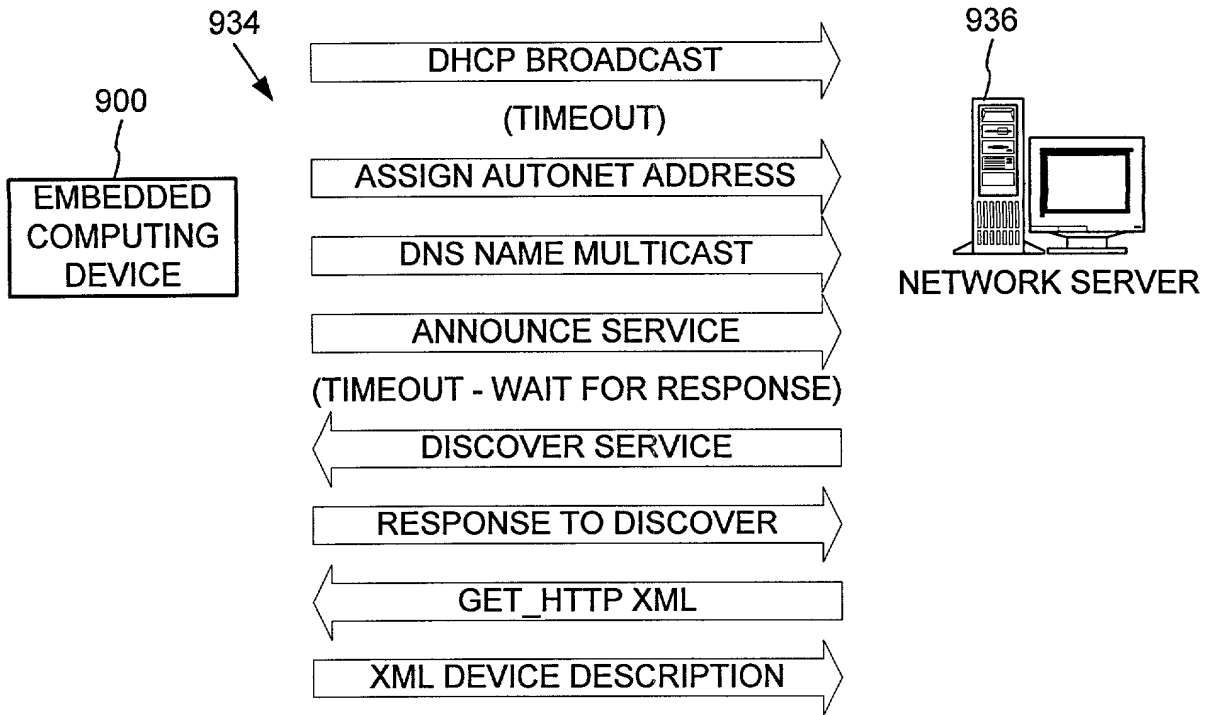 934
936
DHCP BROADCAST
900
(TIMEOUT)
ASSIGN AUTONET ADDRESS
EMBEDDED
COMPUTING
DEVICE
DNS NAME MULTICAST
NETWORK SERVER
ANNOUNCE SERVICE
(TIMEOUT - WAIT FOR RESPONSE)
DISCOVER SERVICE
RESPONSE TO DISCOVER
GET_HTTP XML
XML DEVICE DESCRIPTION